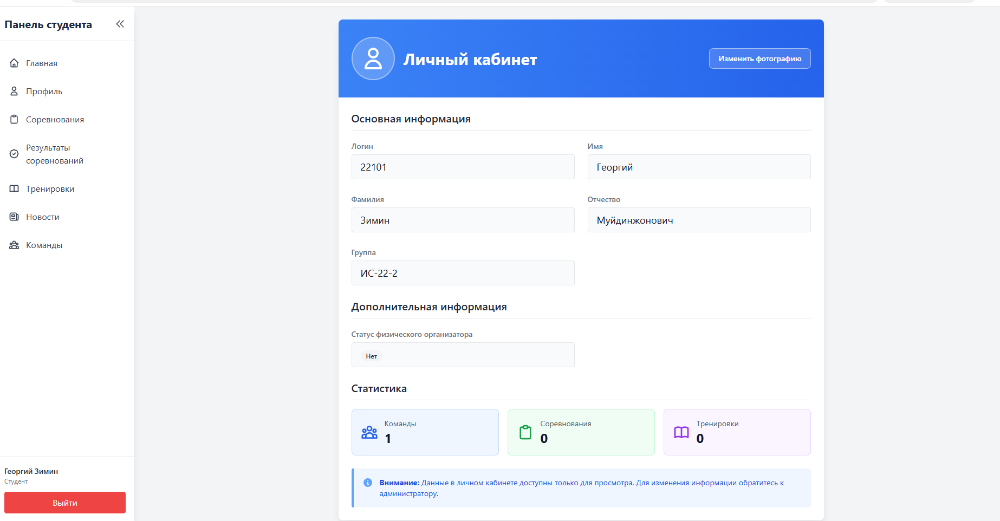 Панель студента
Главная
Профиль
Соревнования
Результаты
соревнований
Тренировки
Новости
Команды
Георгий Зимин
Студент
Выйти
Личный кабинет
Изменить фотографию
Основная информация
Логин
Имя
22101
Георгий
Фамилия
Отчество
Зимин
Муйдинжонович
Группа
ИС-22-2
Дополнительная информация
Статус физического организатора
Нет
Статистика
Команды
1
Соревнования
0
Тренировки
0
Внимание: Данные в личном кабинете доступны только для просмотра. Для изменения информации обратитесь к
администратору.